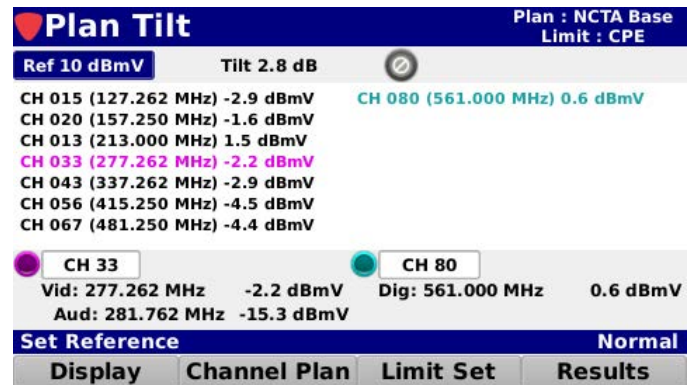 Plan Tilt
Plan : NCTA Base
Limit : CPE
Ref 10 dBmV
Tilt 2.8 dB
CH 015 (127.262 MHz) -2.9 dBmV
CH 020 (157.250 MHz) -1.6 dBmV
CH 013 (213.000 MHz) 1.5 dBmV
CH 033 (277.262 MHz) -2.2 dBmV
CH 043 (337.262 MHz) -2.9 dBmV
CH 056 (415.250 MHz) -4.5 dBmV
CH 067 (481.250 MHz) -4.4 dBmV
CH 080 (561.000 MHz) 0.6 dBmV
CH 33
Vid: 277.262 MHz -2.2 dBmV
Aud: 281.762 MHz -15.3 dBmV
CH 80
Dig: 561.000 MHz 0.6 dBmV
Set Reference
Normal
Display
Channel Plan
Limit Set
Results